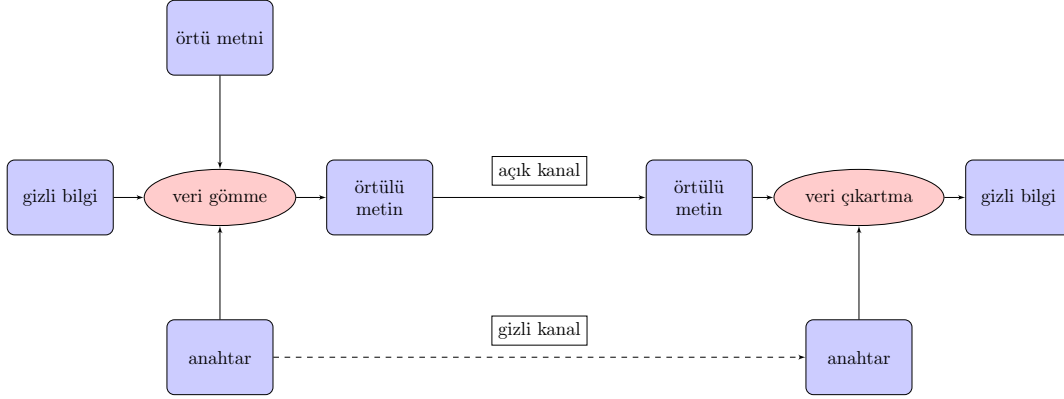 örtü metni
gizli bilgi
veri gömme
örtülü
metin
açık kanal
örtülü
metin
veri çıkartma
gizli bilgi
anahtar
gizli kanal
anahtar